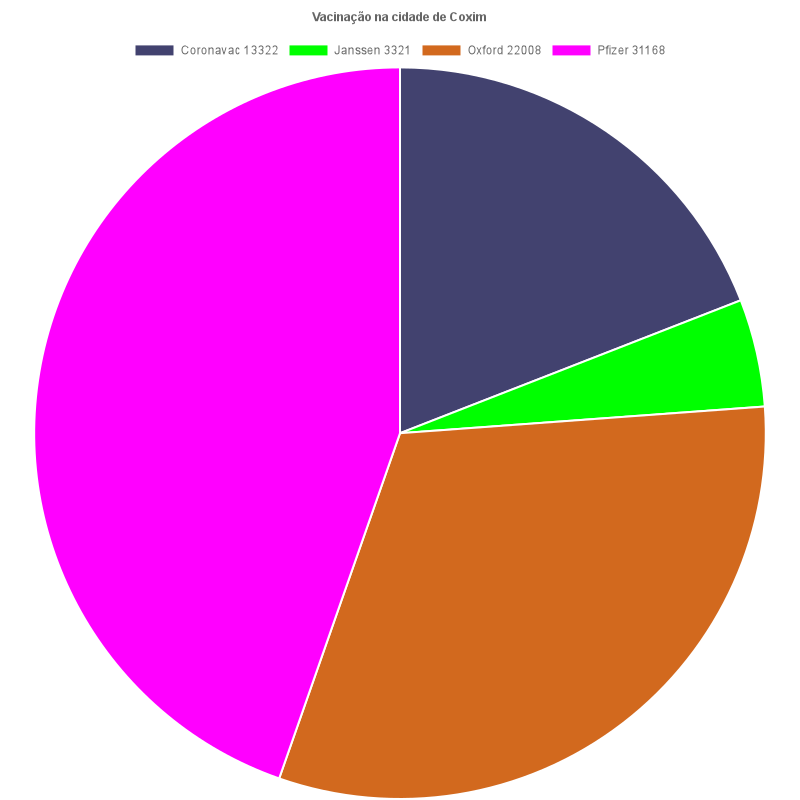 Vacinação na cidade de Coxim
Coronavac 13322 Janssen 3321 Oxford 22008 Pfizer 31168